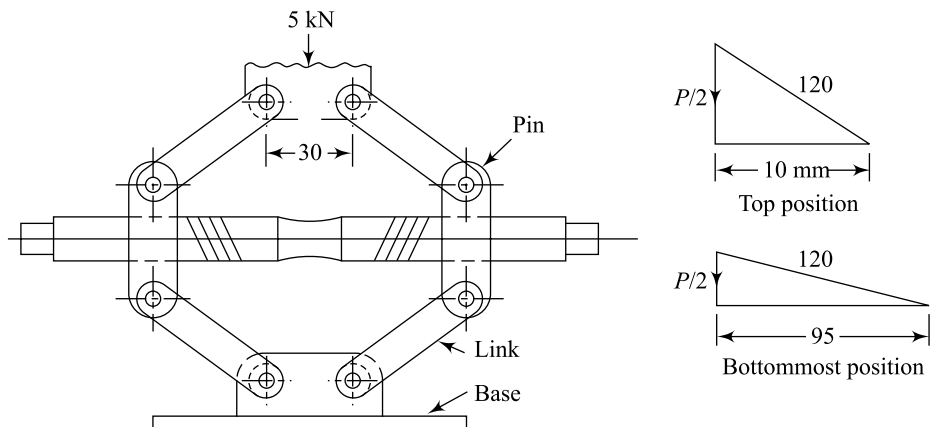 5 kN
30
Pin
Link
Base
P/2
120
10 mm
Top position
P/2
120
95
Bottommost position